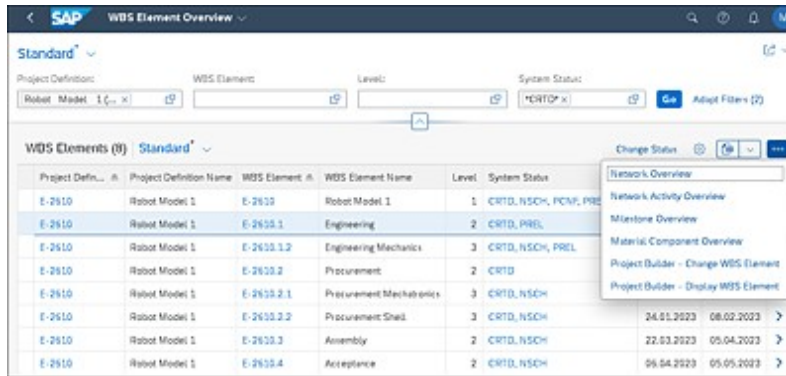 SAP WBS Element Overview
Standard*
Project Definition: WBS Element: Level: System Status:
Robot Model 1 (... *CRTD* Go Adapt Filters (2)
WBS Elements (8) Standard* Change Status
Project Defin... Project Definition Name WBS Element WBS Element Name Level System Status
E-2610 Robot Model 1 E-2610 Robot Model 1 1 CRTD, NSCH, PCNF, PRE
E-2610 Robot Model 1 E-2610.1 Engineering 2 CRTD, PREL
E-2610 Robot Model 1 E-2610.1.2 Engineering Mechanics 3 CRTD, NSCH, PREL
E-2610 Robot Model 1 E-2610.2 Procurement 2 CRTD
E-2610 Robot Model 1 E-2610.2.1 Procurement Mechatronics 3 CRTD, NSCH
E-2610 Robot Model 1 E-2610.2.2 Procurement Shell 3 CRTD, NSCH 24.01.2023 08.02.2023
E-2610 Robot Model 1 E-2610.3 Assembly 2 CRTD, NSCH 22.03.2023 05.04.2023
E-2610 Robot Model 1 E-2610.4 Acceptance 2 CRTD, NSCH 06.04.2023 05.05.2023
Network Overview
Network Activity Overview
Milestone Overview
Material Component Overview
Project Builder - Change WBS Element
Project Builder - Display WBS Element